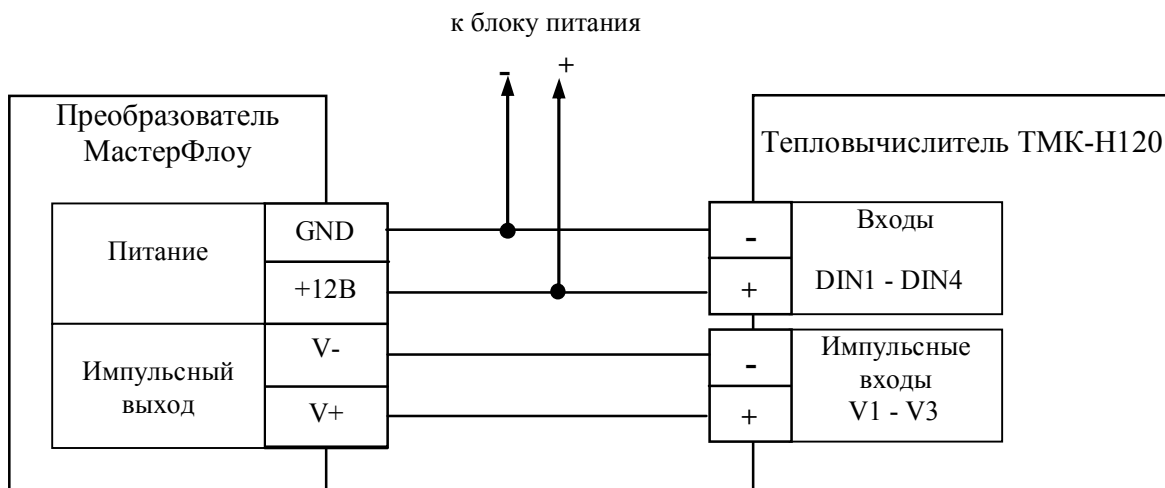 к блоку питания
- +
Преобразователь
МастерФлоу
Тепловычислитель ТМК-Н120
Питание
GND
+12В
Импульсный
выход
V-
V+
-
+
Входы
DIN1 - DIN4
-
+
Импульсные
входы
V1 - V3